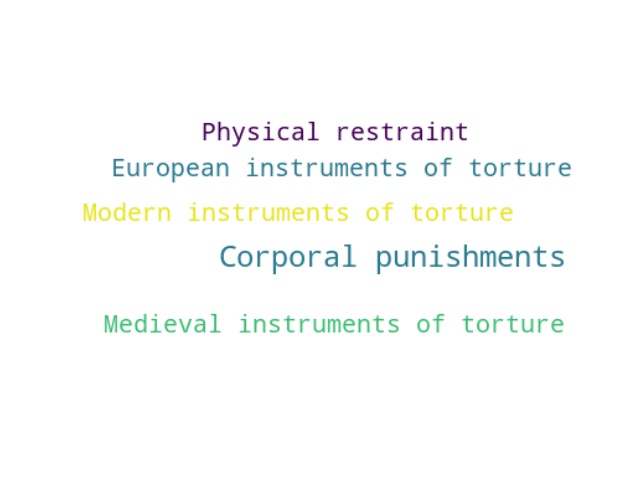 Physical restraint
European instruments of torture
Modern instruments of torture
Corporal punishments
Medieval instruments of torture